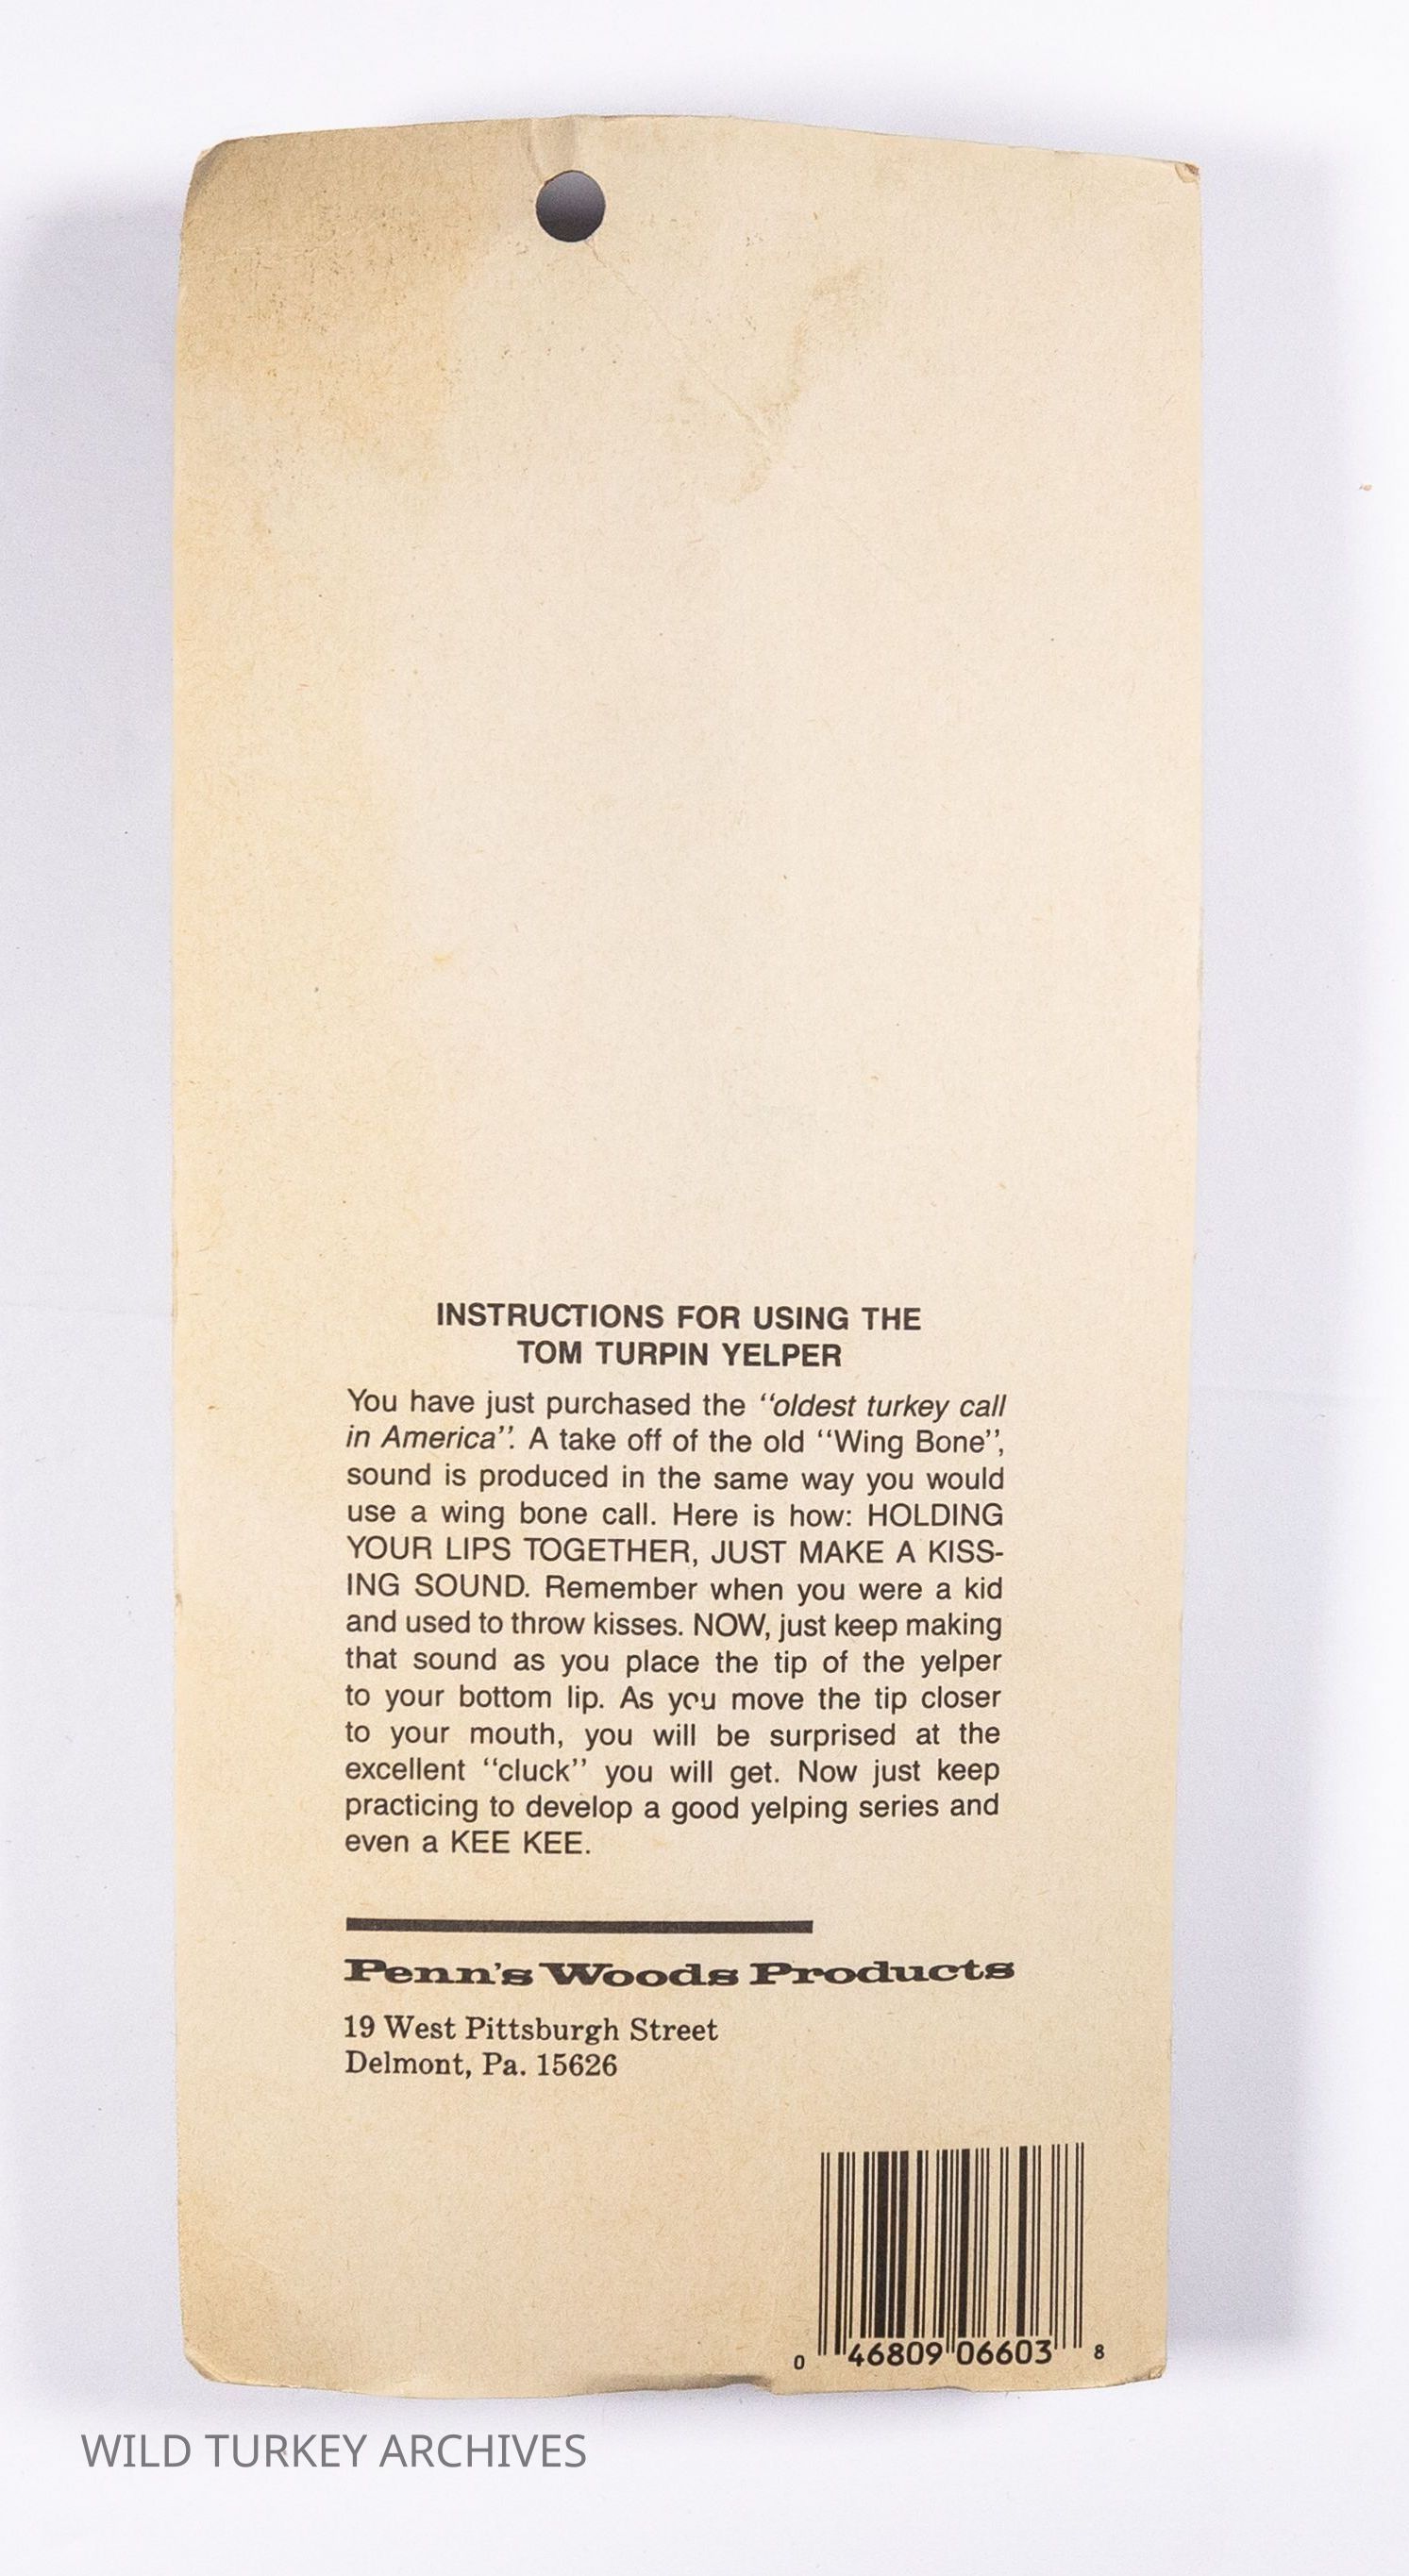 INSTRUCTIONS FOR USING THE
TOM TURPIN YELPER
You have just purchased the "oldest turkey call
in America". A take off of the old "Wing Bone",
sound is produced in the same way you would
use a wing bone call. Here is how: HOLDING
YOUR LIPS TOGETHER, JUST MAKE A KISS-
ING SOUND. Remember when you were a kid
and used to throw kisses. NOW, just keep making
that sound as you place the tip of the yelper
to your bottom lip. As you move the tip closer
to your mouth, you will be surprised at the
excellent "cluck" you will get. Now just keep
practicing to develop a good yelping series and
even a KEE KEE.
Penn's Woods Products
19 West Pittsburgh Street
Delmont, Pa. 15626
0 46809 06603 8
WILD TURKEY ARCHIVES